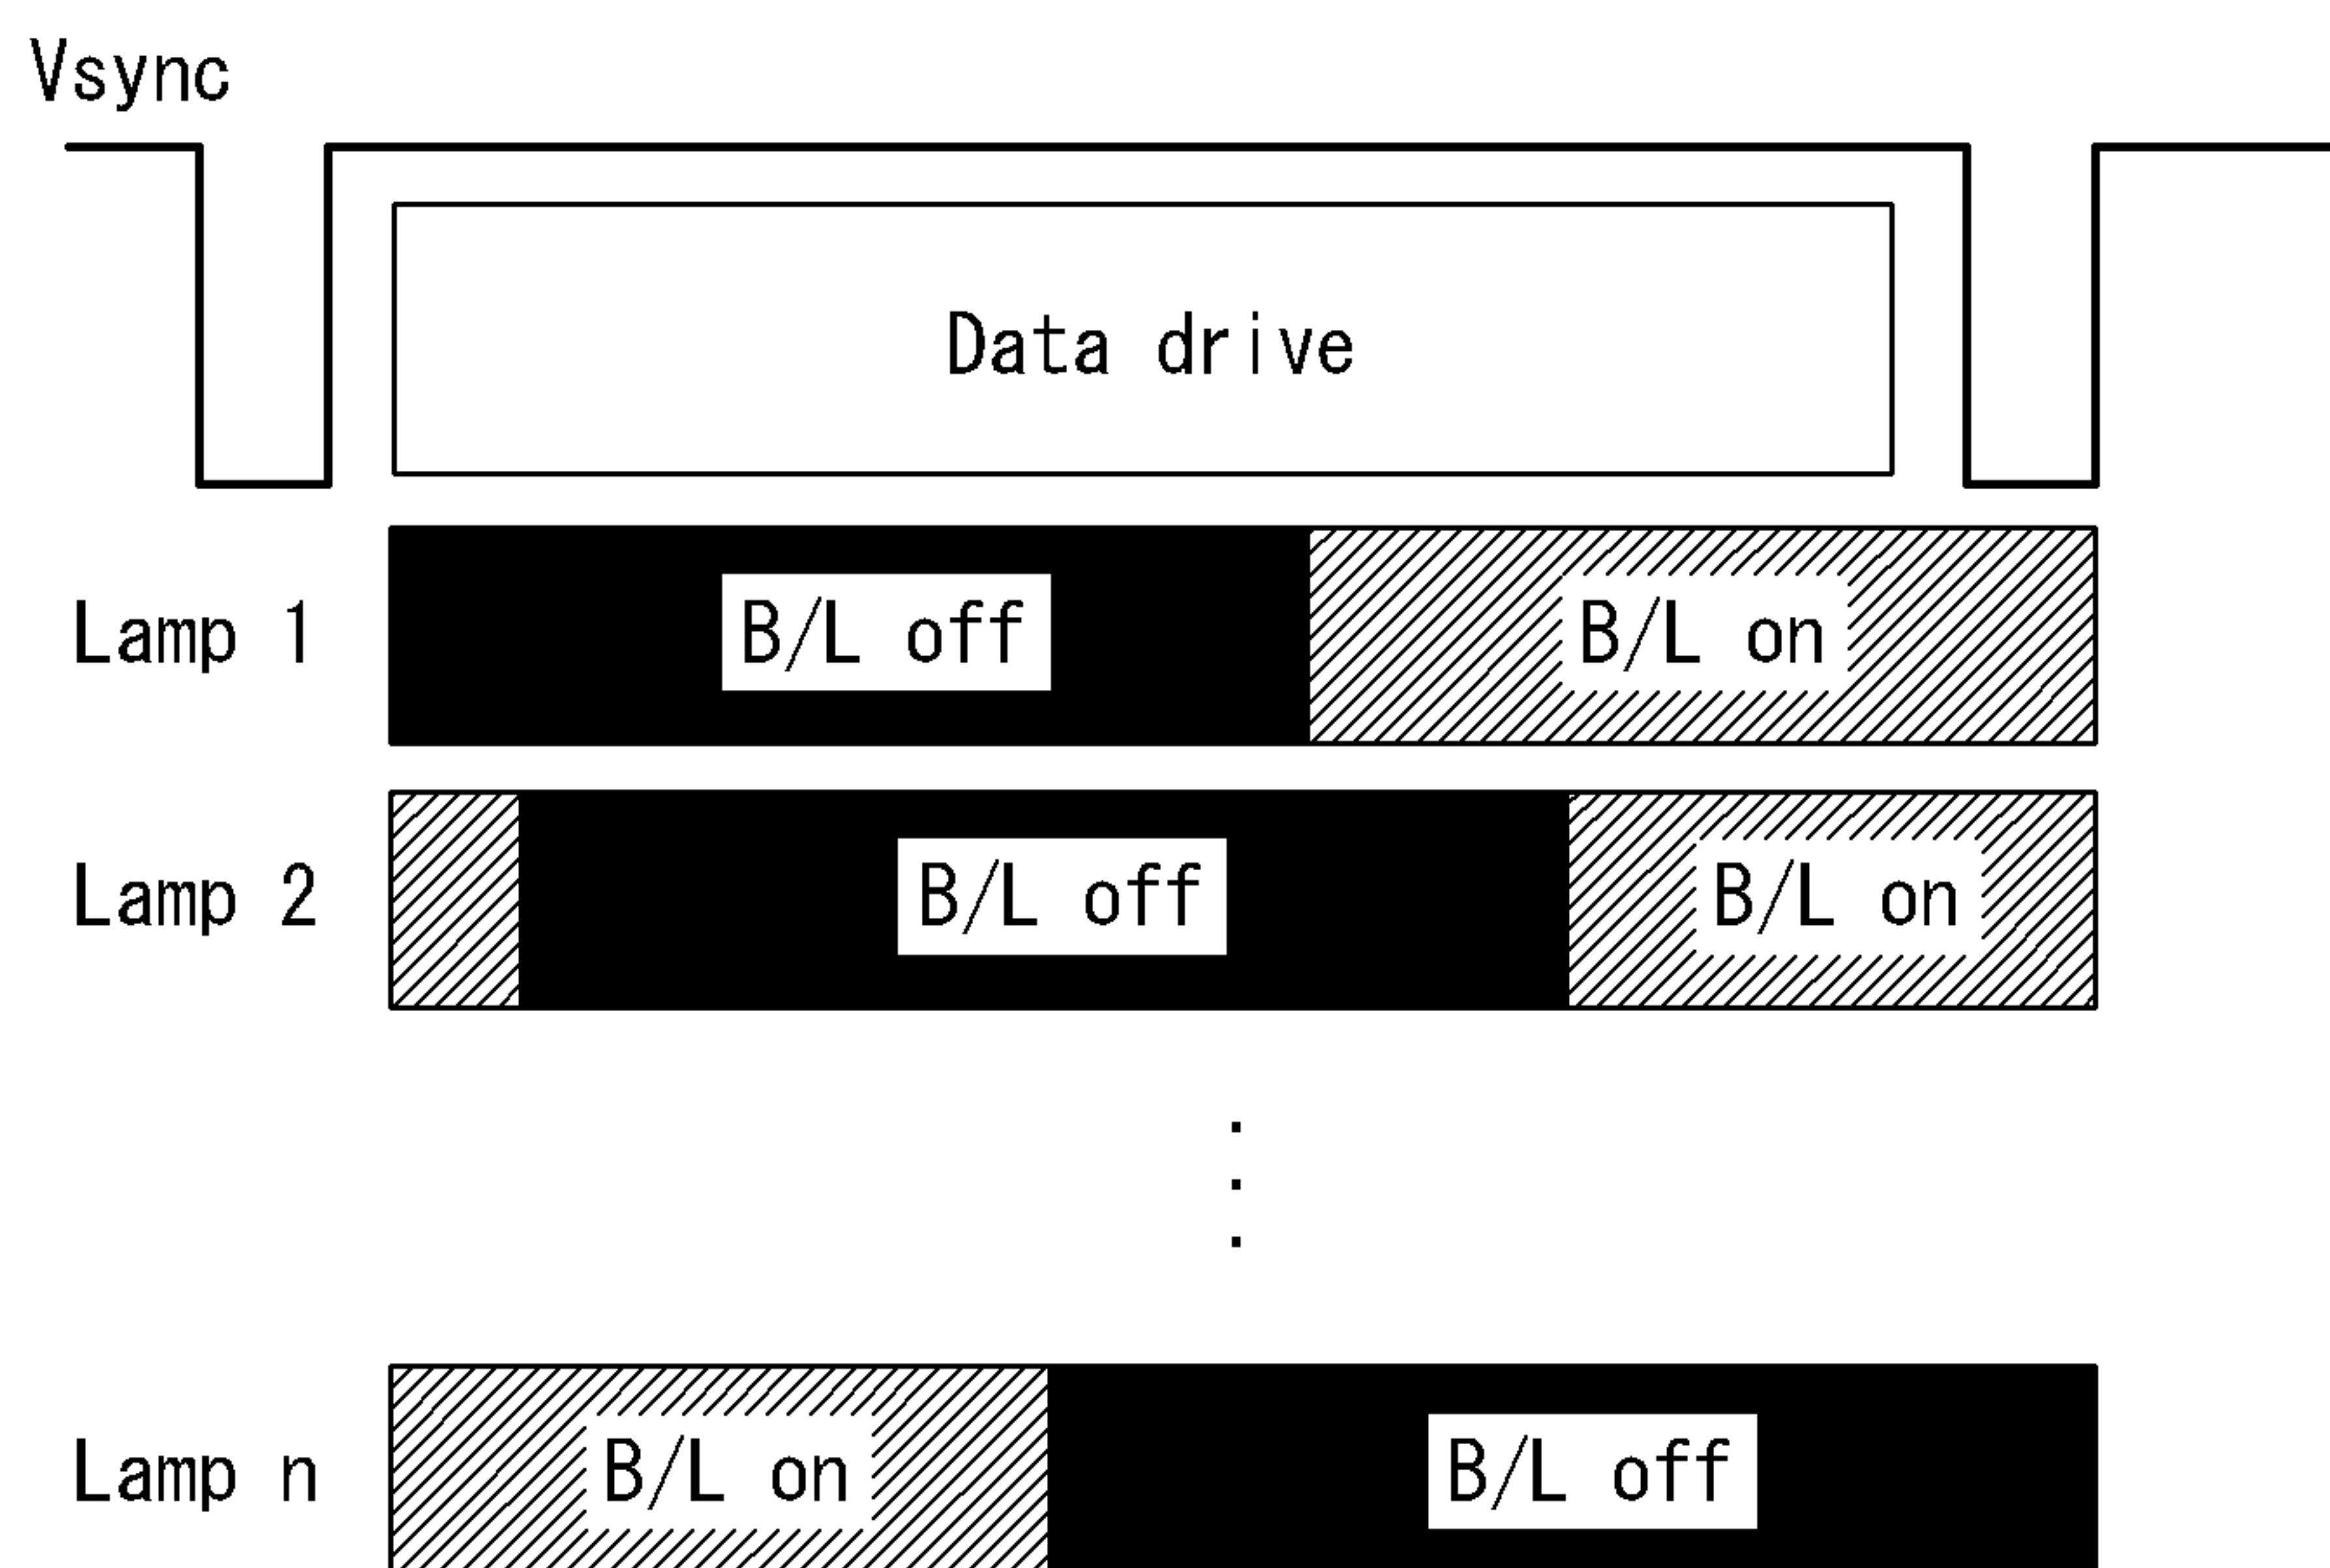 Vsync
Data drive
Lamp 1
B/L off
B/L on
Lamp 2
B/L off
B/L on
Lamp n
B/L on
B/L off